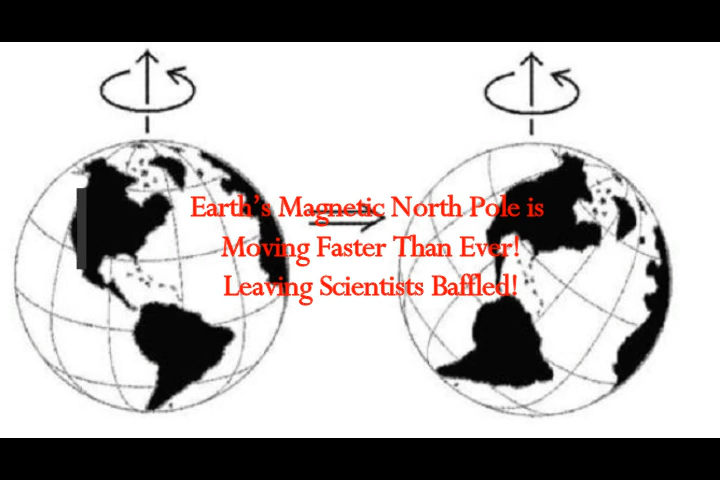 Earth's Magnetic North Pole is
Moving Faster Than Ever!
Leaving Scientists Baffled!